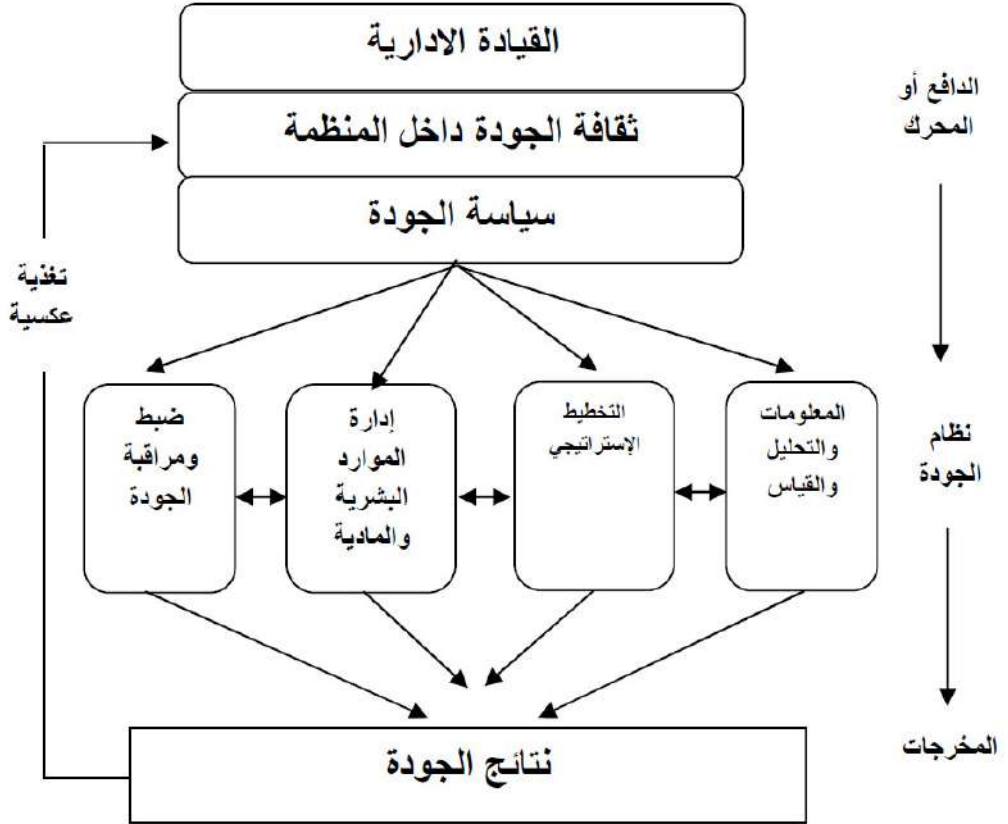 القيادة الادارية
ثقافة الجودة داخل المنظمة
سياسة الجودة
الدافع أو
المحرك
تغذية
عكسية
المعلومات
والتحليل
والقياس
التخطيط
الإستراتيجي
إدارة
الموارد
البشرية
والمادية
ضبط
ومراقبة
الجودة
نظام
الجودة
نتائج الجودة
المخرجات